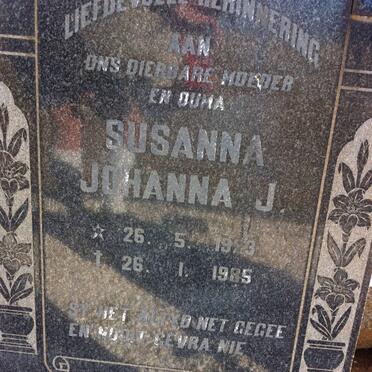 LIEFDEVOLLE HERINNERING
AAN
ONS DIERBARE MOEDER
EN OUMA
SUSANNA
JOHANNA J.
☆ 26. 5. 1913
† 26. 1. 1985
SY HET ALTYD NET GEGEE
EN NOOIT GEVRA NIE